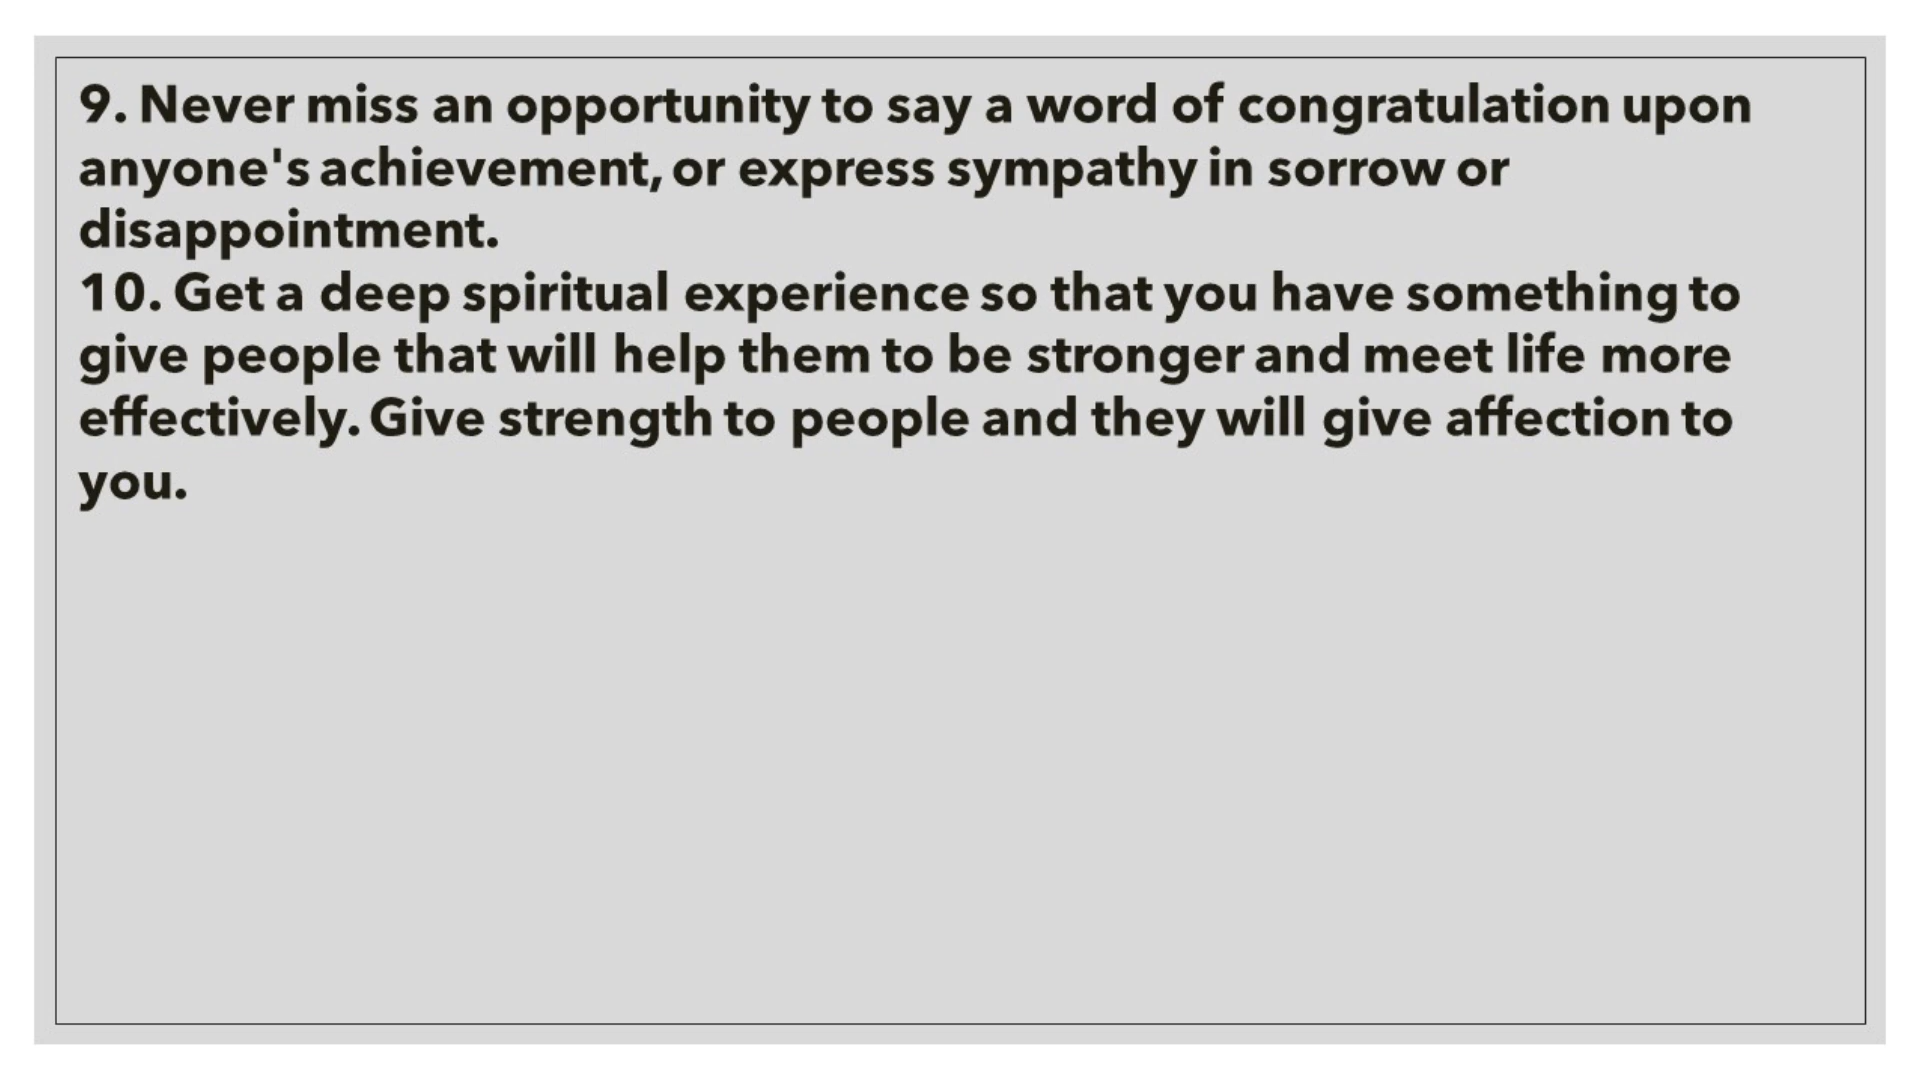 9. Never miss an opportunity to say a word of congratulation upon
anyone's achievement, or express sympathy in sorrow or
disappointment.
10. Get a deep spiritual experience so that you have something to
give people that will help them to be stronger and meet life more
effectively. Give strength to people and they will give affection to
you.